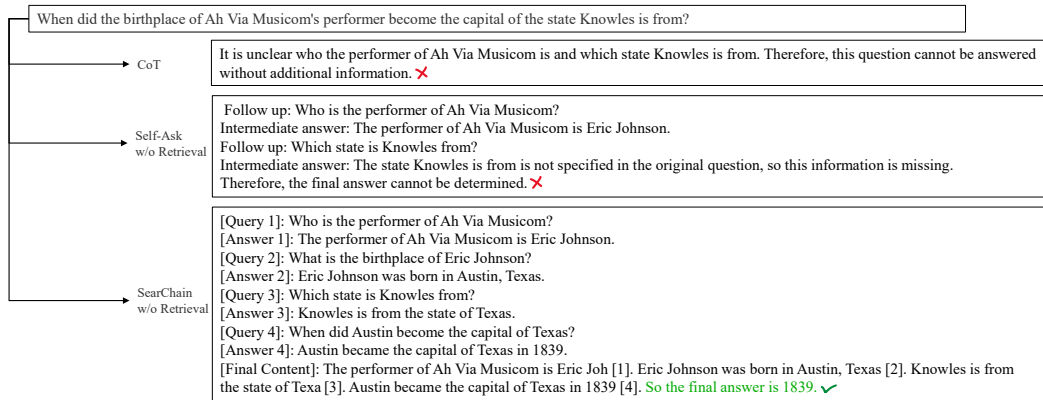 When did the birthplace of Ah Via Musicom's performer become the capital of the state Knowles is from?
CoT
It is unclear who the performer of Ah Via Musicom is and which state Knowles is from. Therefore, this question cannot be answered
without additional information.
Self-Ask
w/o Retrieval
Follow up: Who is the performer of Ah Via Musicom?
Intermediate answer: The performer of Ah Via Musicom is Eric Johnson.
Follow up: Which state is Knowles from?
Intermediate answer: The state Knowles is from is not specified in the original question, so this information is missing.
Therefore, the final answer cannot be determined.
SearChain
w/o Retrieval
[Query 1]: Who is the performer of Ah Via Musicom?
[Answer 1]: The performer of Ah Via Musicom is Eric Johnson.
[Query 2]: What is the birthplace of Eric Johnson?
[Answer 2]: Eric Johnson was born in Austin, Texas.
[Query 3]: Which state is Knowles from?
[Answer 3]: Knowles is from the state of Texas.
[Query 4]: When did Austin become the capital of Texas?
[Answer 4]: Austin became the capital of Texas in 1839.
[Final Content]: The performer of Ah Via Musicom is Eric Joh [1]. Eric Johnson was born in Austin, Texas [2]. Knowles is from
the state of Texa [3]. Austin became the capital of Texas in 1839 [4]. So the final answer is 1839.